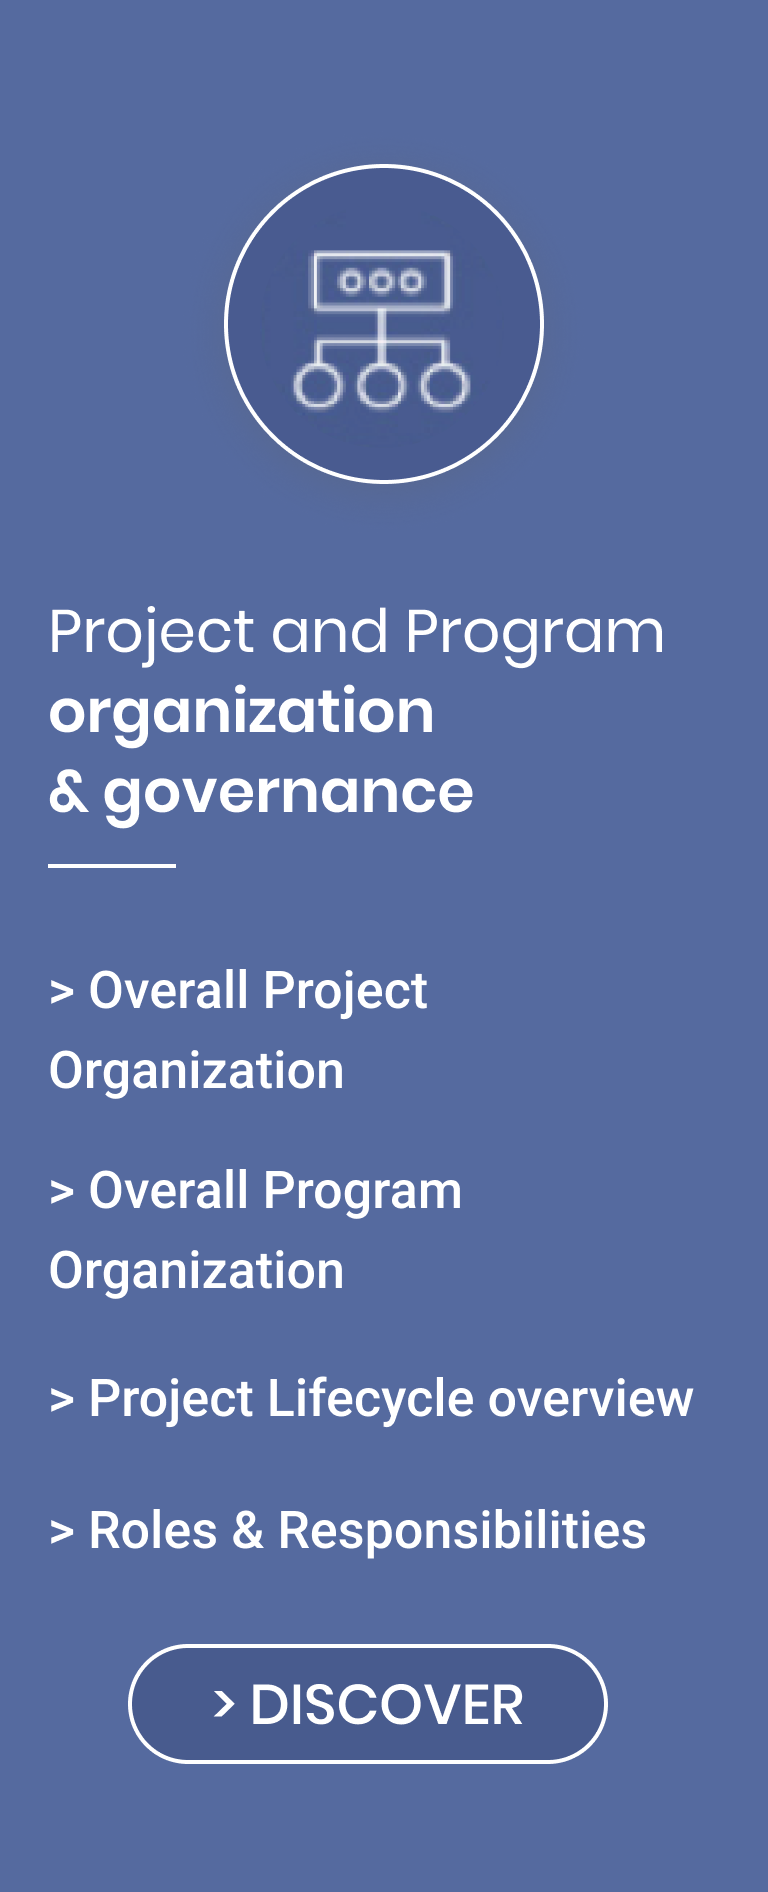 Project and Program
organization
& governance
> Overall Project
Organization
> Overall Program
Organization
> Project Lifecycle overview
> Roles & Responsibilities
> DISCOVER